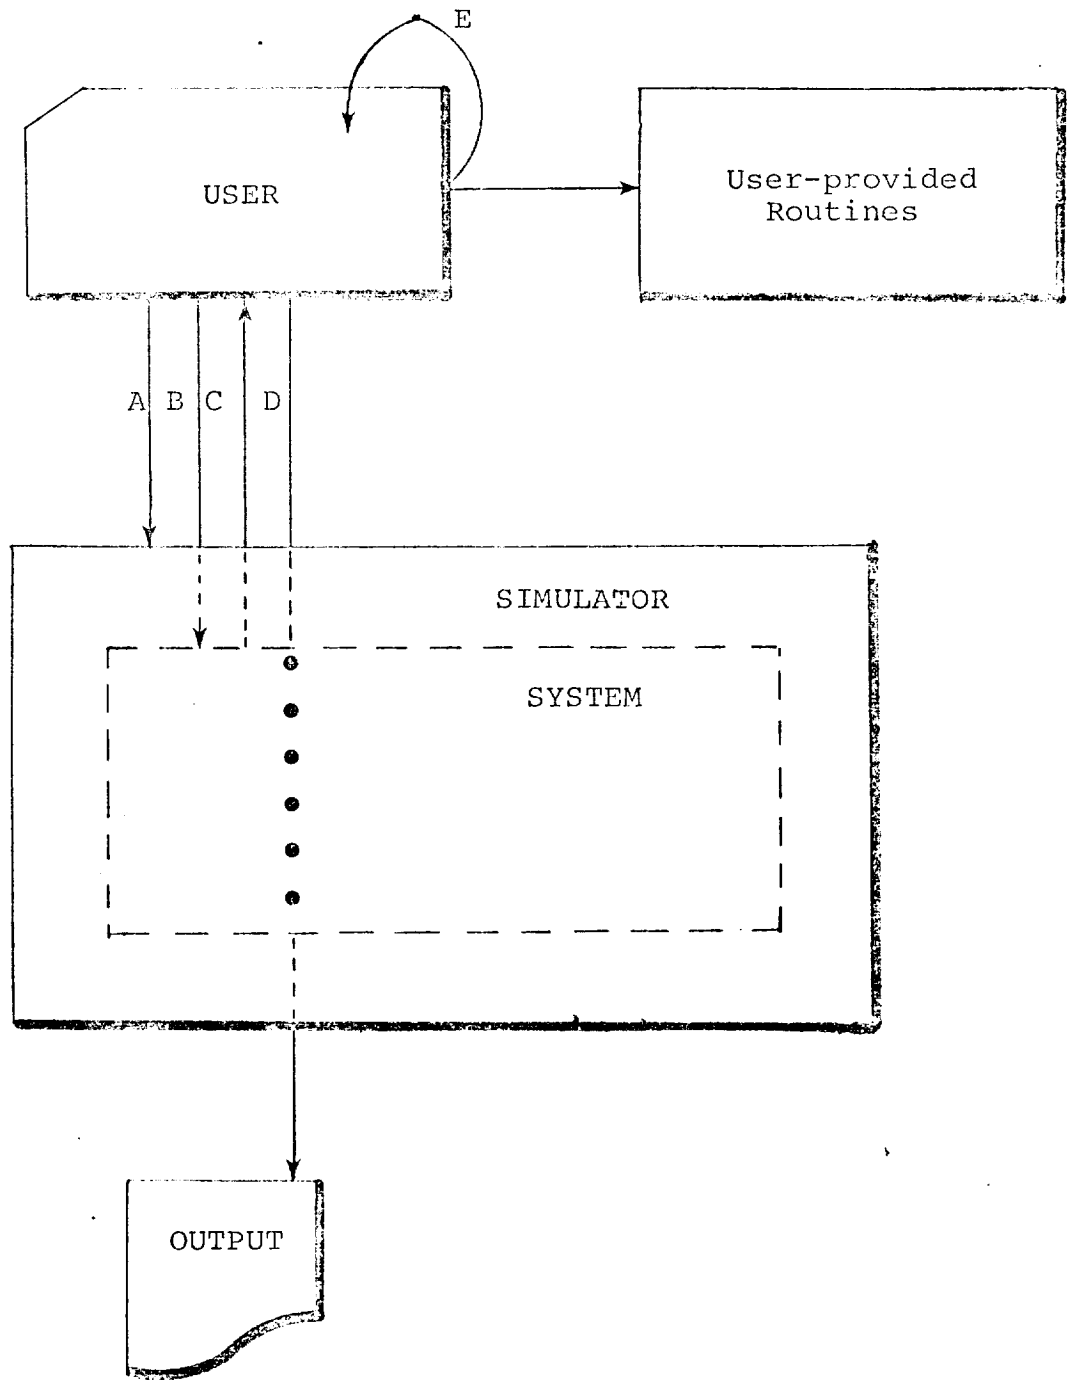 E
USER
User-provided
Routines
A B C D
SIMULATOR
SYSTEM
OUTPUT